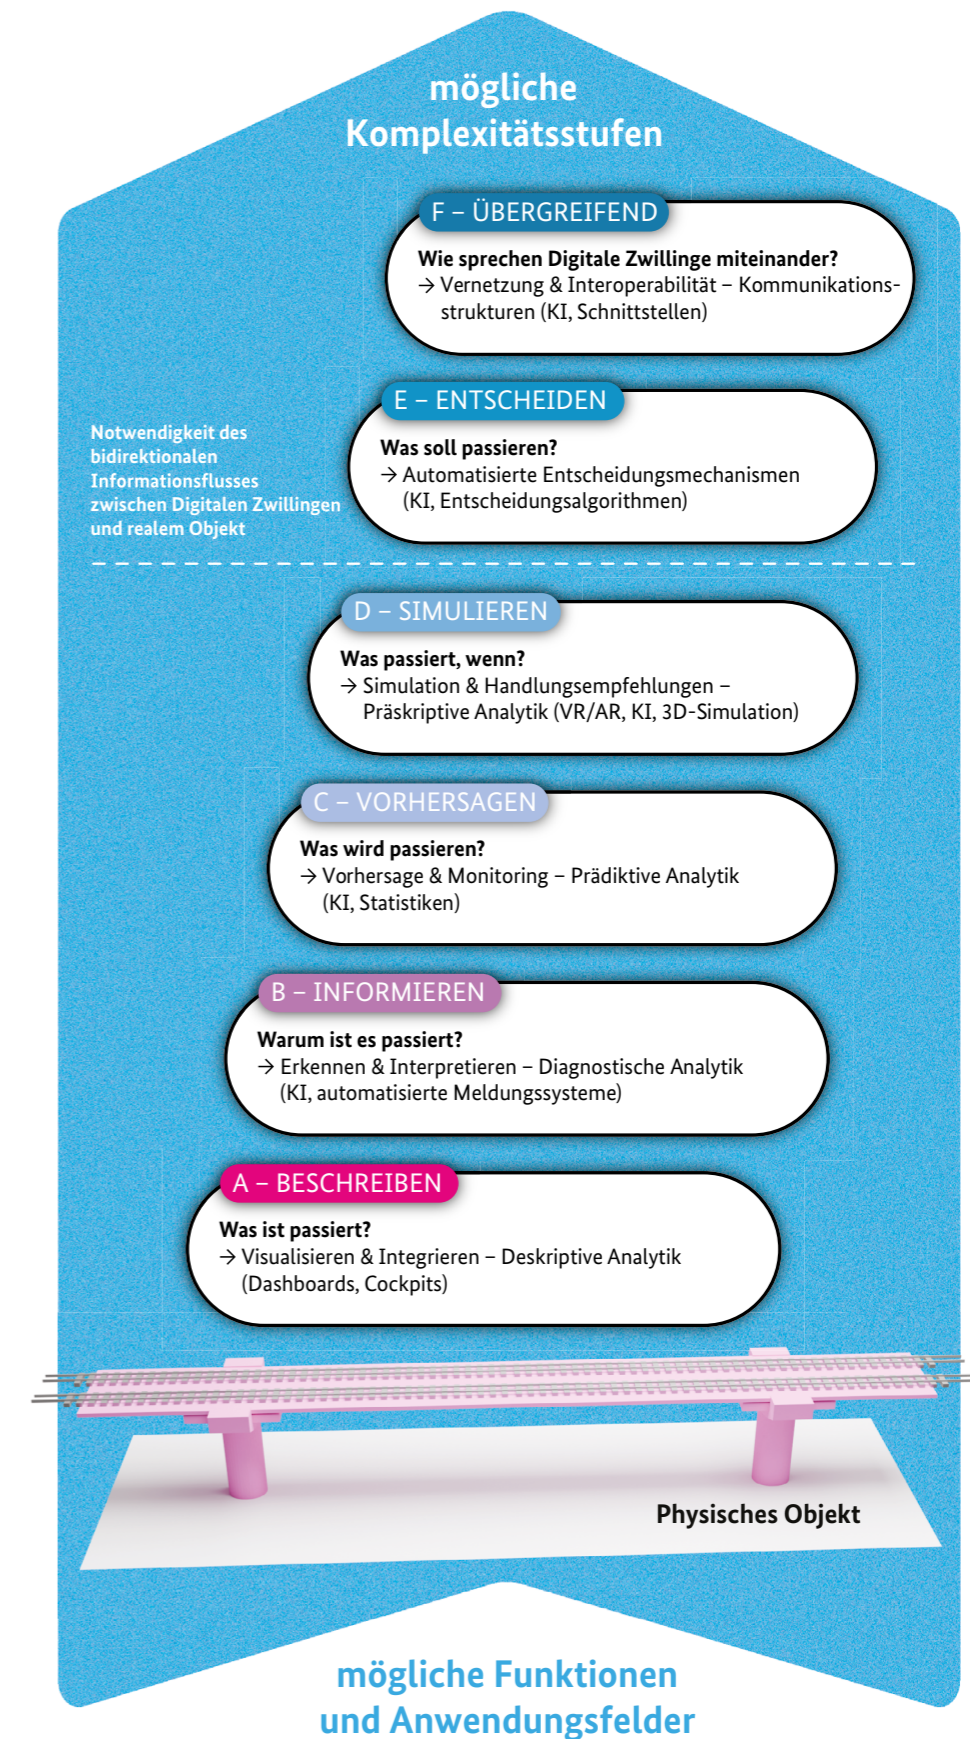 mögliche
Komplexitätsstufen
F – ÜBERGREIFEND
Wie sprechen Digitale Zwillinge miteinander?
→ Vernetzung & Interoperabilität – Kommunikations-
strukturen (KI, Schnittstellen)
E – ENTSCHEIDEN
Was soll passieren?
→ Automatisierte Entscheidungsmechanismen
(KI, Entscheidungsalgorithmen)
Notwendigkeit des
bidirektionalen
Informationsflusses
zwischen Digitalen Zwillingen
und realem Objekt
D – SIMULIEREN
Was passiert, wenn?
→ Simulation & Handlungsempfehlungen –
Präskriptive Analytik (VR/AR, KI, 3D-Simulation)
C – VORHERSAGEN
Was wird passieren?
→ Vorhersage & Monitoring – Prädiktive Analytik
(KI, Statistiken)
B – INFORMIEREN
Warum ist es passiert?
→ Erkennen & Interpretieren – Diagnostische Analytik
(KI, automatisierte Meldungssysteme)
A – BESCHREIBEN
Was ist passiert?
→ Visualisieren & Integrieren – Deskriptive Analytik
(Dashboards, Cockpits)
Physisches Objekt
mögliche Funktionen
und Anwendungsfelder